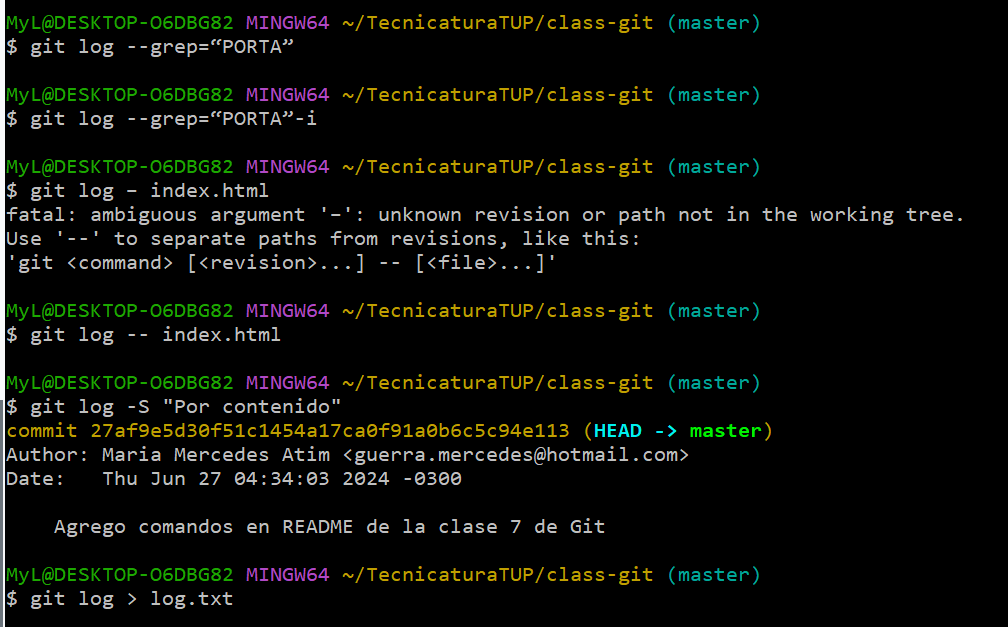 MyL@DESKTOP-O6DBG82 MINGW64 ~/TecnicaturaTUP/class-git (master)
$ git log --grep=“PORTA”
MyL@DESKTOP-O6DBG82 MINGW64 ~/TecnicaturaTUP/class-git (master)
$ git log --grep=“PORTA”-i
MyL@DESKTOP-O6DBG82 MINGW64 ~/TecnicaturaTUP/class-git (master)
$ git log – index.html
fatal: ambiguous argument '–': unknown revision or path not in the working tree.
Use '--' to separate paths from revisions, like this:
'git <command> [<revision>...] -- [<file>...]'
MyL@DESKTOP-O6DBG82 MINGW64 ~/TecnicaturaTUP/class-git (master)
$ git log -- index.html
MyL@DESKTOP-O6DBG82 MINGW64 ~/TecnicaturaTUP/class-git (master)
$ git log -S "Por contenido"
commit 27af9e5d30f51c1454a17ca0f91a0b6c5c94e113 (HEAD -> master)
Author: Maria Mercedes Atim <guerra.mercedes@hotmail.com>
Date:   Thu Jun 27 04:34:03 2024 -0300
    Agrego comandos en README de la clase 7 de Git
MyL@DESKTOP-O6DBG82 MINGW64 ~/TecnicaturaTUP/class-git (master)
$ git log > log.txt